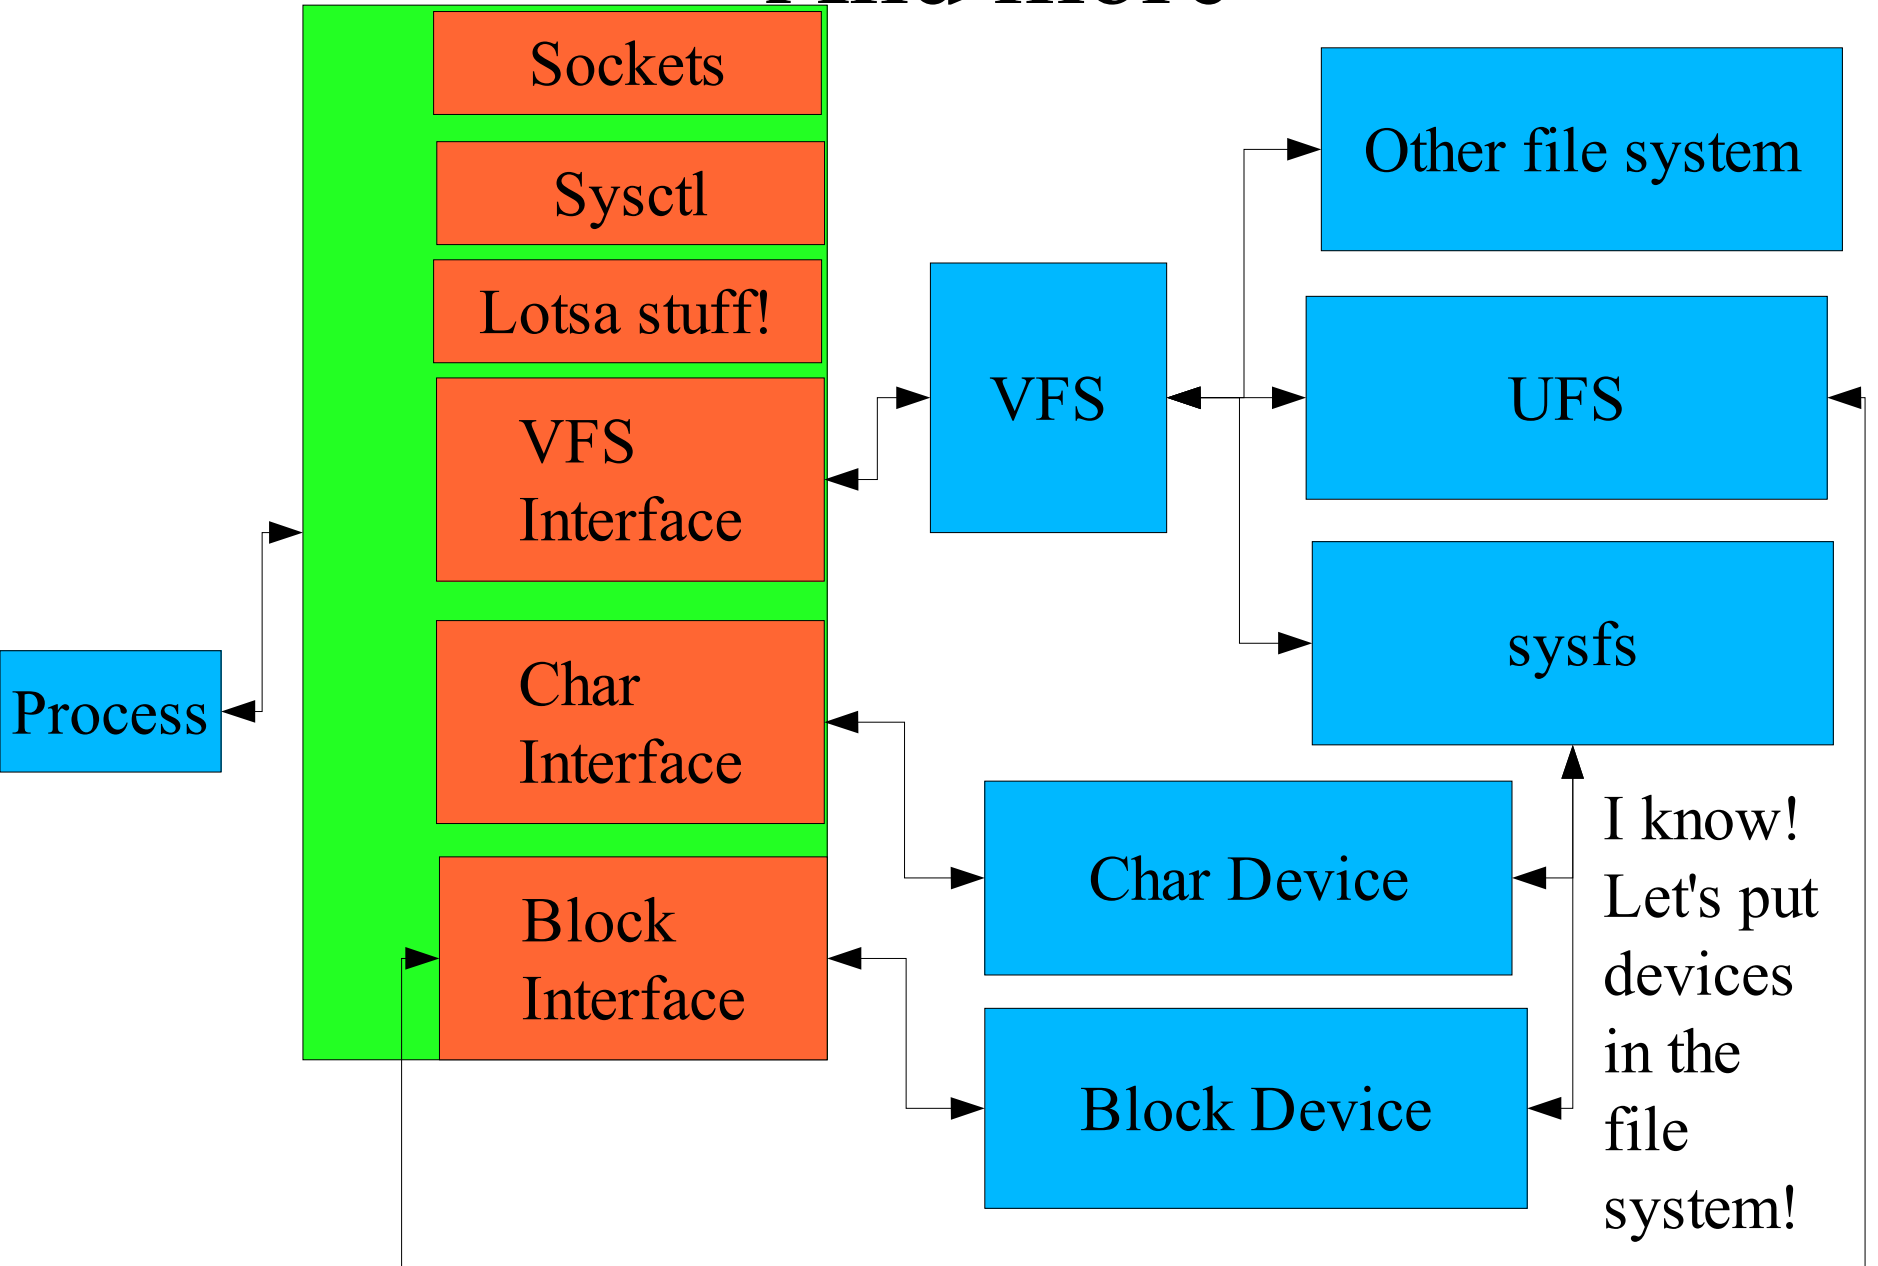 Sockets
Sysctl
Lotsa stuff!
VFS
Interface
Char
Interface
Block
Interface
Process
VFS
Other file system
UFS
sysfs
Char Device
Block Device
I know!
Let's put
devices
in the
file
system!